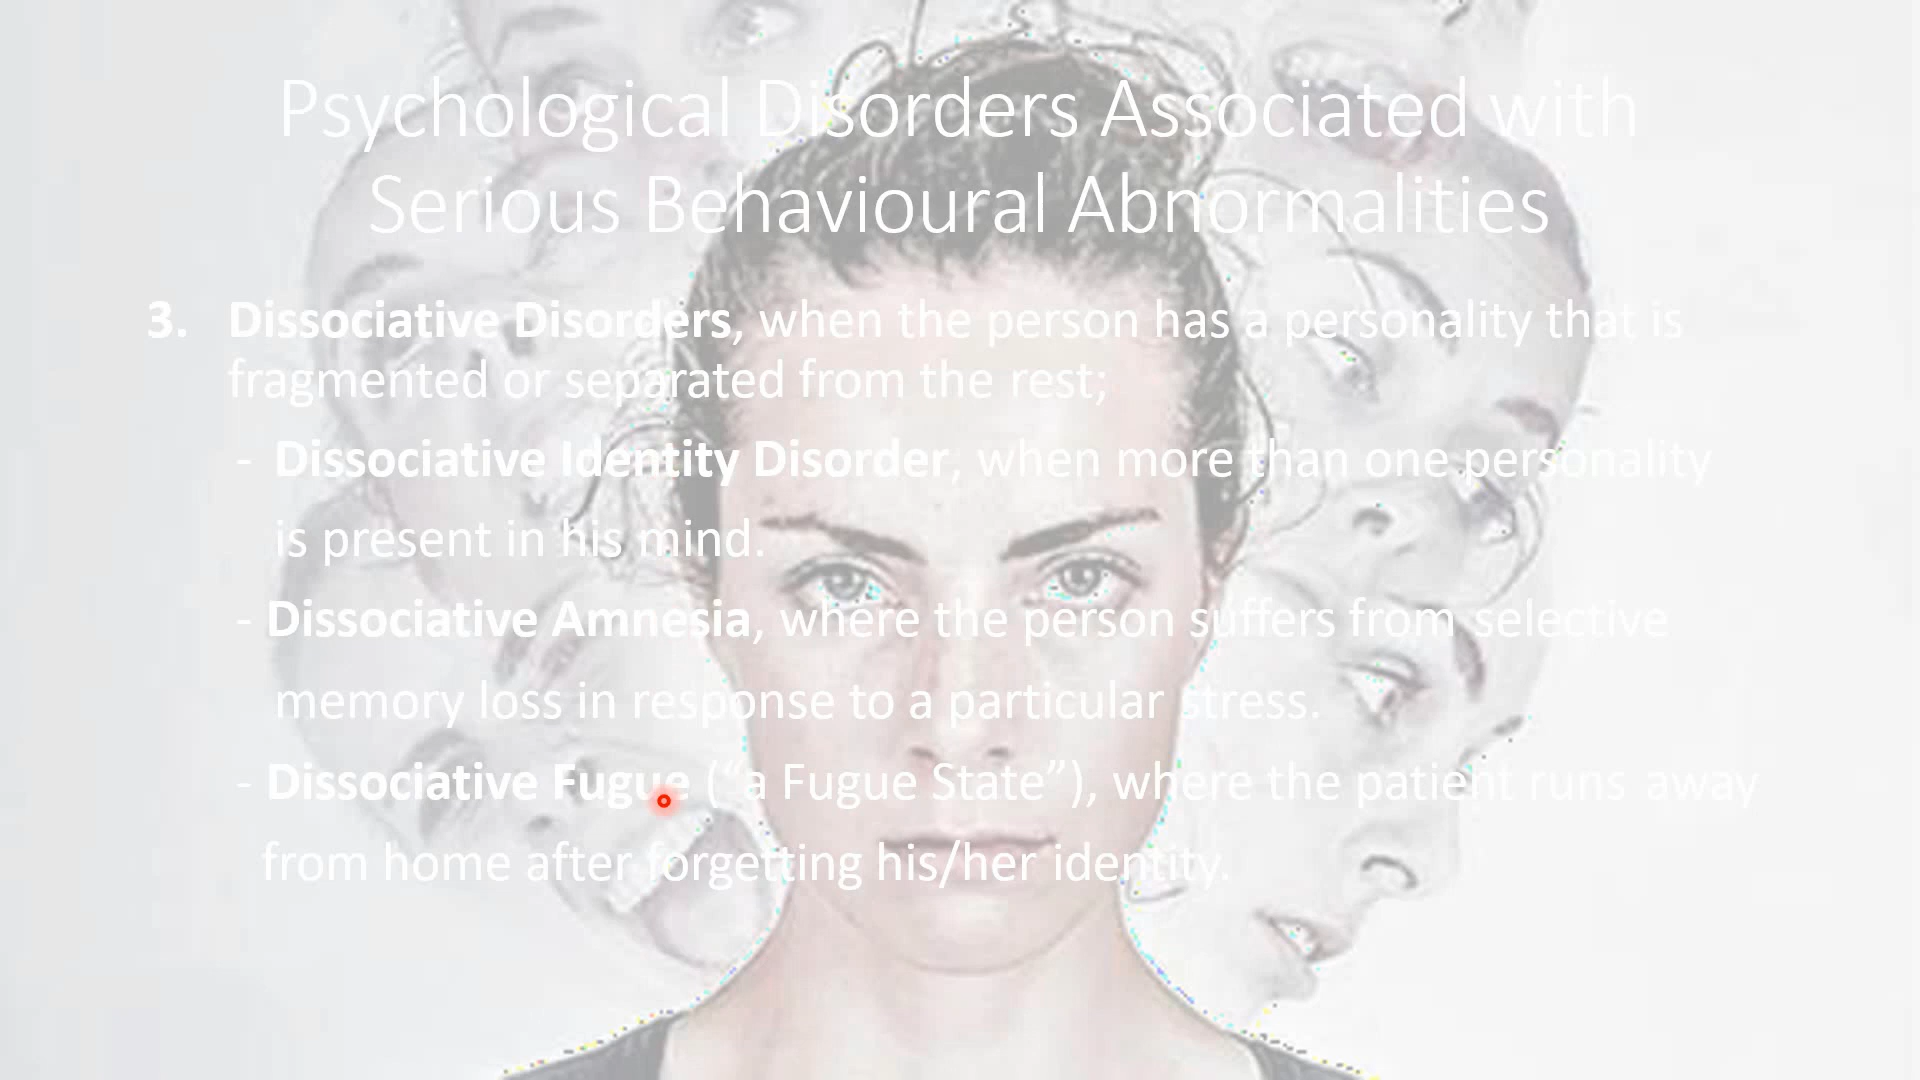 Psychological Disorders Associated with
Serious Behavioural Abnormalities
3. Dissociative Disorders, when the person has a personality that is
fragmented or separated from the rest;
- Dissociative Identity Disorder, when more than one personality
is present in his mind.
- Dissociative Amnesia, where the person suffers from selective
memory loss in response to a particular stress.
- Dissociative Fugue (“a Fugue State”), where the patient runs away
from home after forgetting his/her identity.